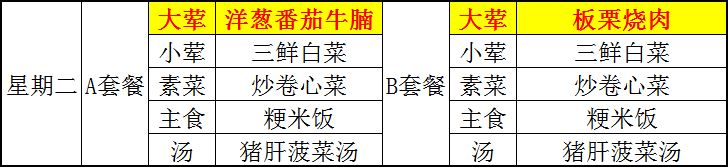 大荤 洋葱番茄牛腩 大荤 板栗烧肉
小荤 三鲜白菜 小荤 三鲜白菜
星期二 A套餐 素菜 炒卷心菜 B套餐 素菜 炒卷心菜
主食 粳米饭 主食 粳米饭
汤 猪肝菠菜汤 汤 猪肝菠菜汤